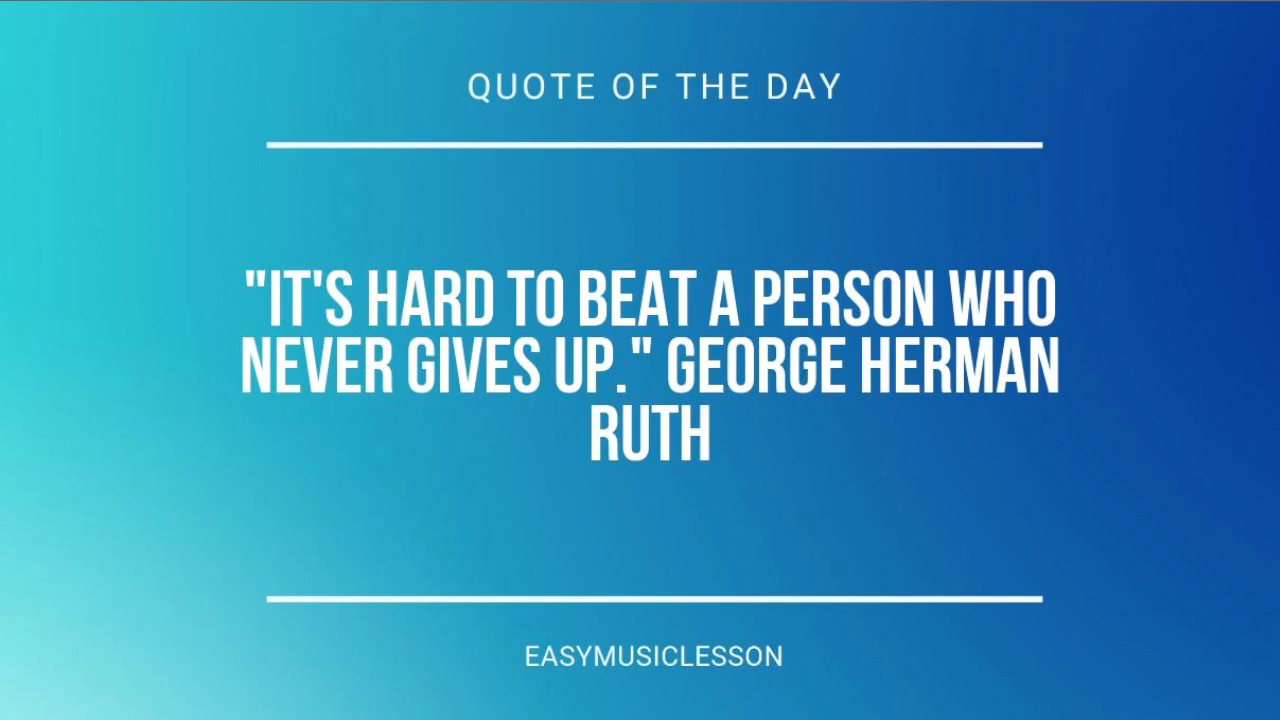 QUOTE OF THE DAY
"IT'S HARD TO BEAT A PERSON WHO
NEVER GIVES UP." GEORGE HERMAN
RUTH
EASYMUSICLESSON